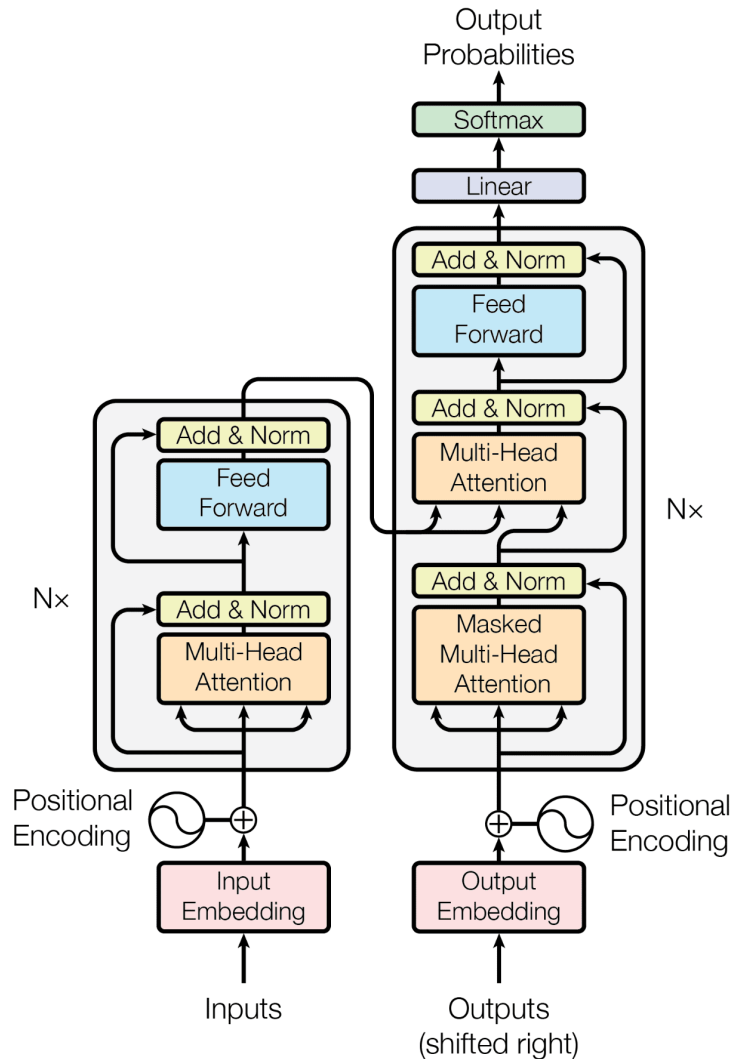 Output
Probabilities
Softmax
Linear
Add & Norm
Feed
Forward
Add & Norm
Multi-Head
Attention
Add & Norm
Masked
Multi-Head
Attention
N×
Add & Norm
Feed
Forward
Add & Norm
Multi-Head
Attention
N×
Positional
Encoding
Positional
Encoding
Input
Embedding
Output
Embedding
Inputs
Outputs
(shifted right)